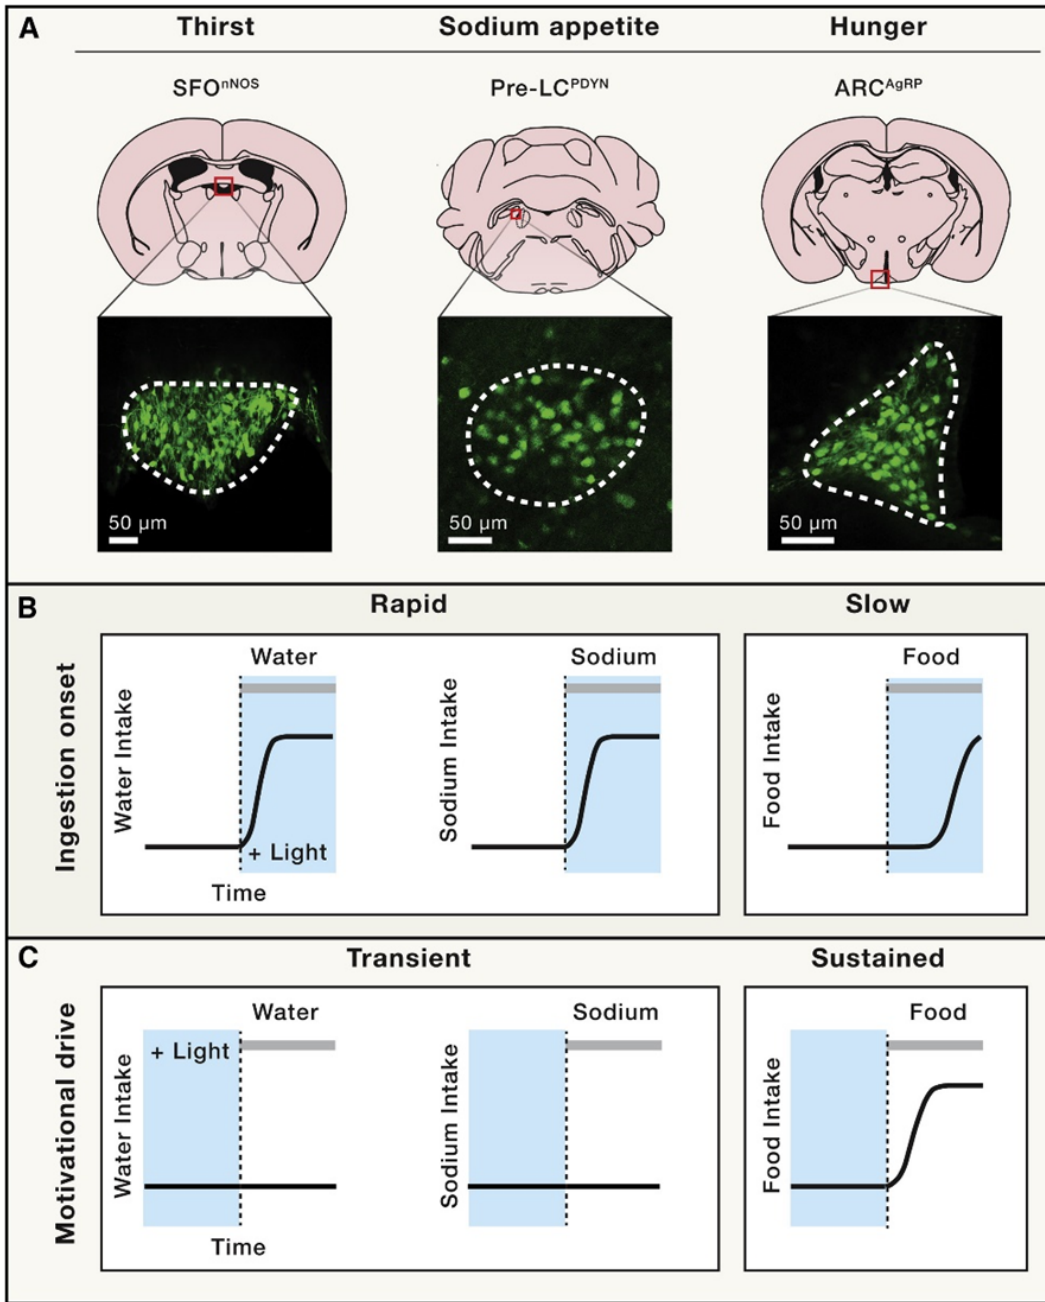 A
Thirst
Sodium appetite
Hunger
SFOnNOS
Pre-LCPDYN
ARCAgRP
50 µm
50 µm
50 µm
B
Rapid
Slow
Ingestion onset
Water
Water Intake
+ Light
Time
Sodium
Sodium Intake
Food
Food Intake
C
Transient
Sustained
Motivational drive
Water
+ Light
Water Intake
Time
Sodium
Sodium Intake
Food
Food Intake